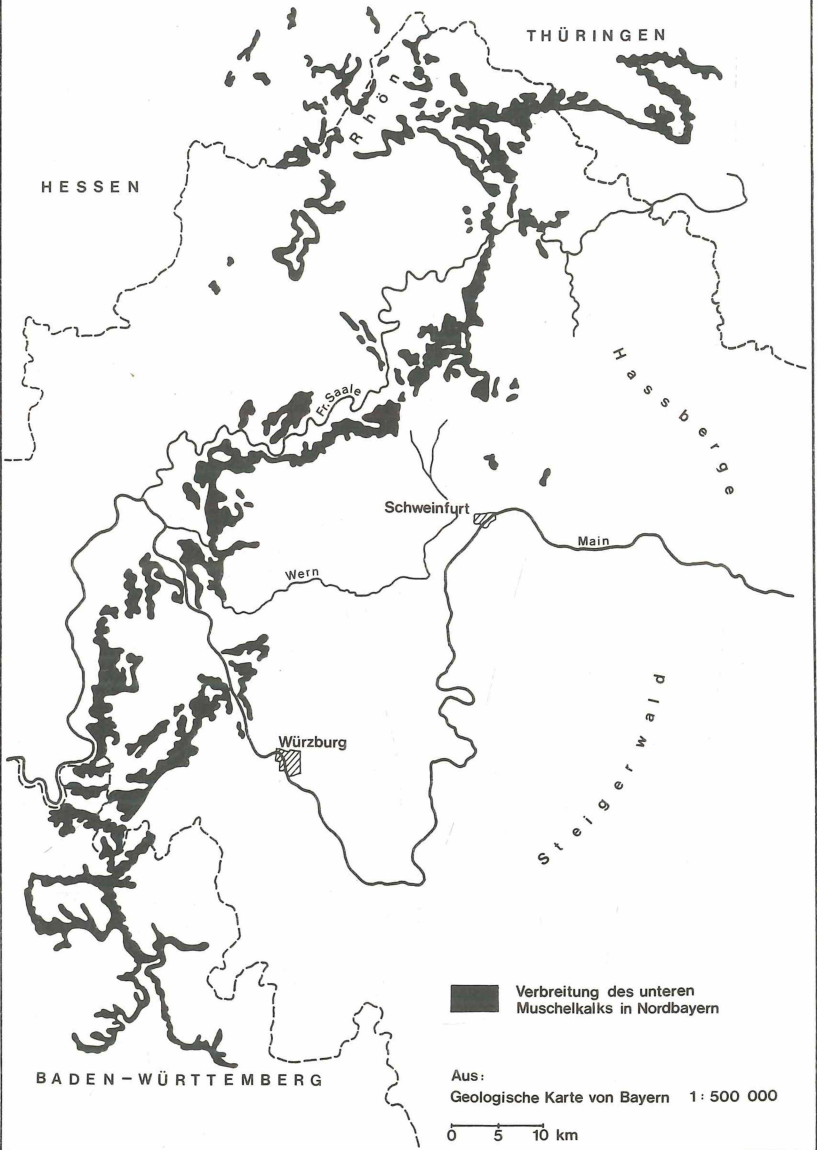 THÜRINGEN
Rhön
HESSEN
Hassberge
Fr. Saale
Schweinfurt
Main
Wern
Steigerwald
Würzburg
Verbreitung des unteren
Muschelkalks in Nordbayern
BADEN-WÜRTTEMBERG
Aus:
Geologische Karte von Bayern 1:500 000
0 5 10 km